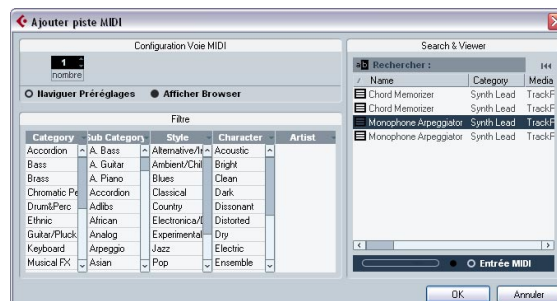 Ajouter piste MIDI
Configuration Voie MIDI
1
nombre
Naviguer Préréglages Afficher Browser
Filtre
Category Sub Category Style Character Artist
Accordion A. Bass Alternative/In Acoustic
Bass A. Guitar Ambient/Chil Bright
Brass A. Piano Blues Clean
Chromatic Pe Accordion Classical Dark
Drum&Perc Adlibs Country Dissonant
Ethnic African Electronica/D Distorted
Guitar/Pluck Analog Experimental Dry
Keyboard Arpeggio Jazz Electric
Musical FX Asian Pop Ensemble
Search & Viewer
Rechercher :
/ Name Category Media
Chord Memorizer Synth Lead TrackF
Chord Memorizer Synth Lead TrackF
Monophone Arpeggiator Synth Lead TrackF
Monophone Arpeggiator Synth Lead TrackF
Entrée MIDI
OK Annuler